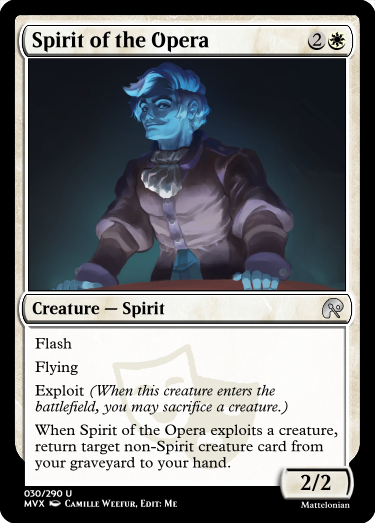 Spirit of the Opera 2
Creature — Spirit
Flash
Flying
Exploit (When this creature enters the
battlefield, you may sacrifice a creature.)
When Spirit of the Opera exploits a creature,
return target non-Spirit creature card from
your graveyard to your hand.
2/2
030/290 U
MVX CAMILLE WEEFUR, EDIT: ME
Mattelonian